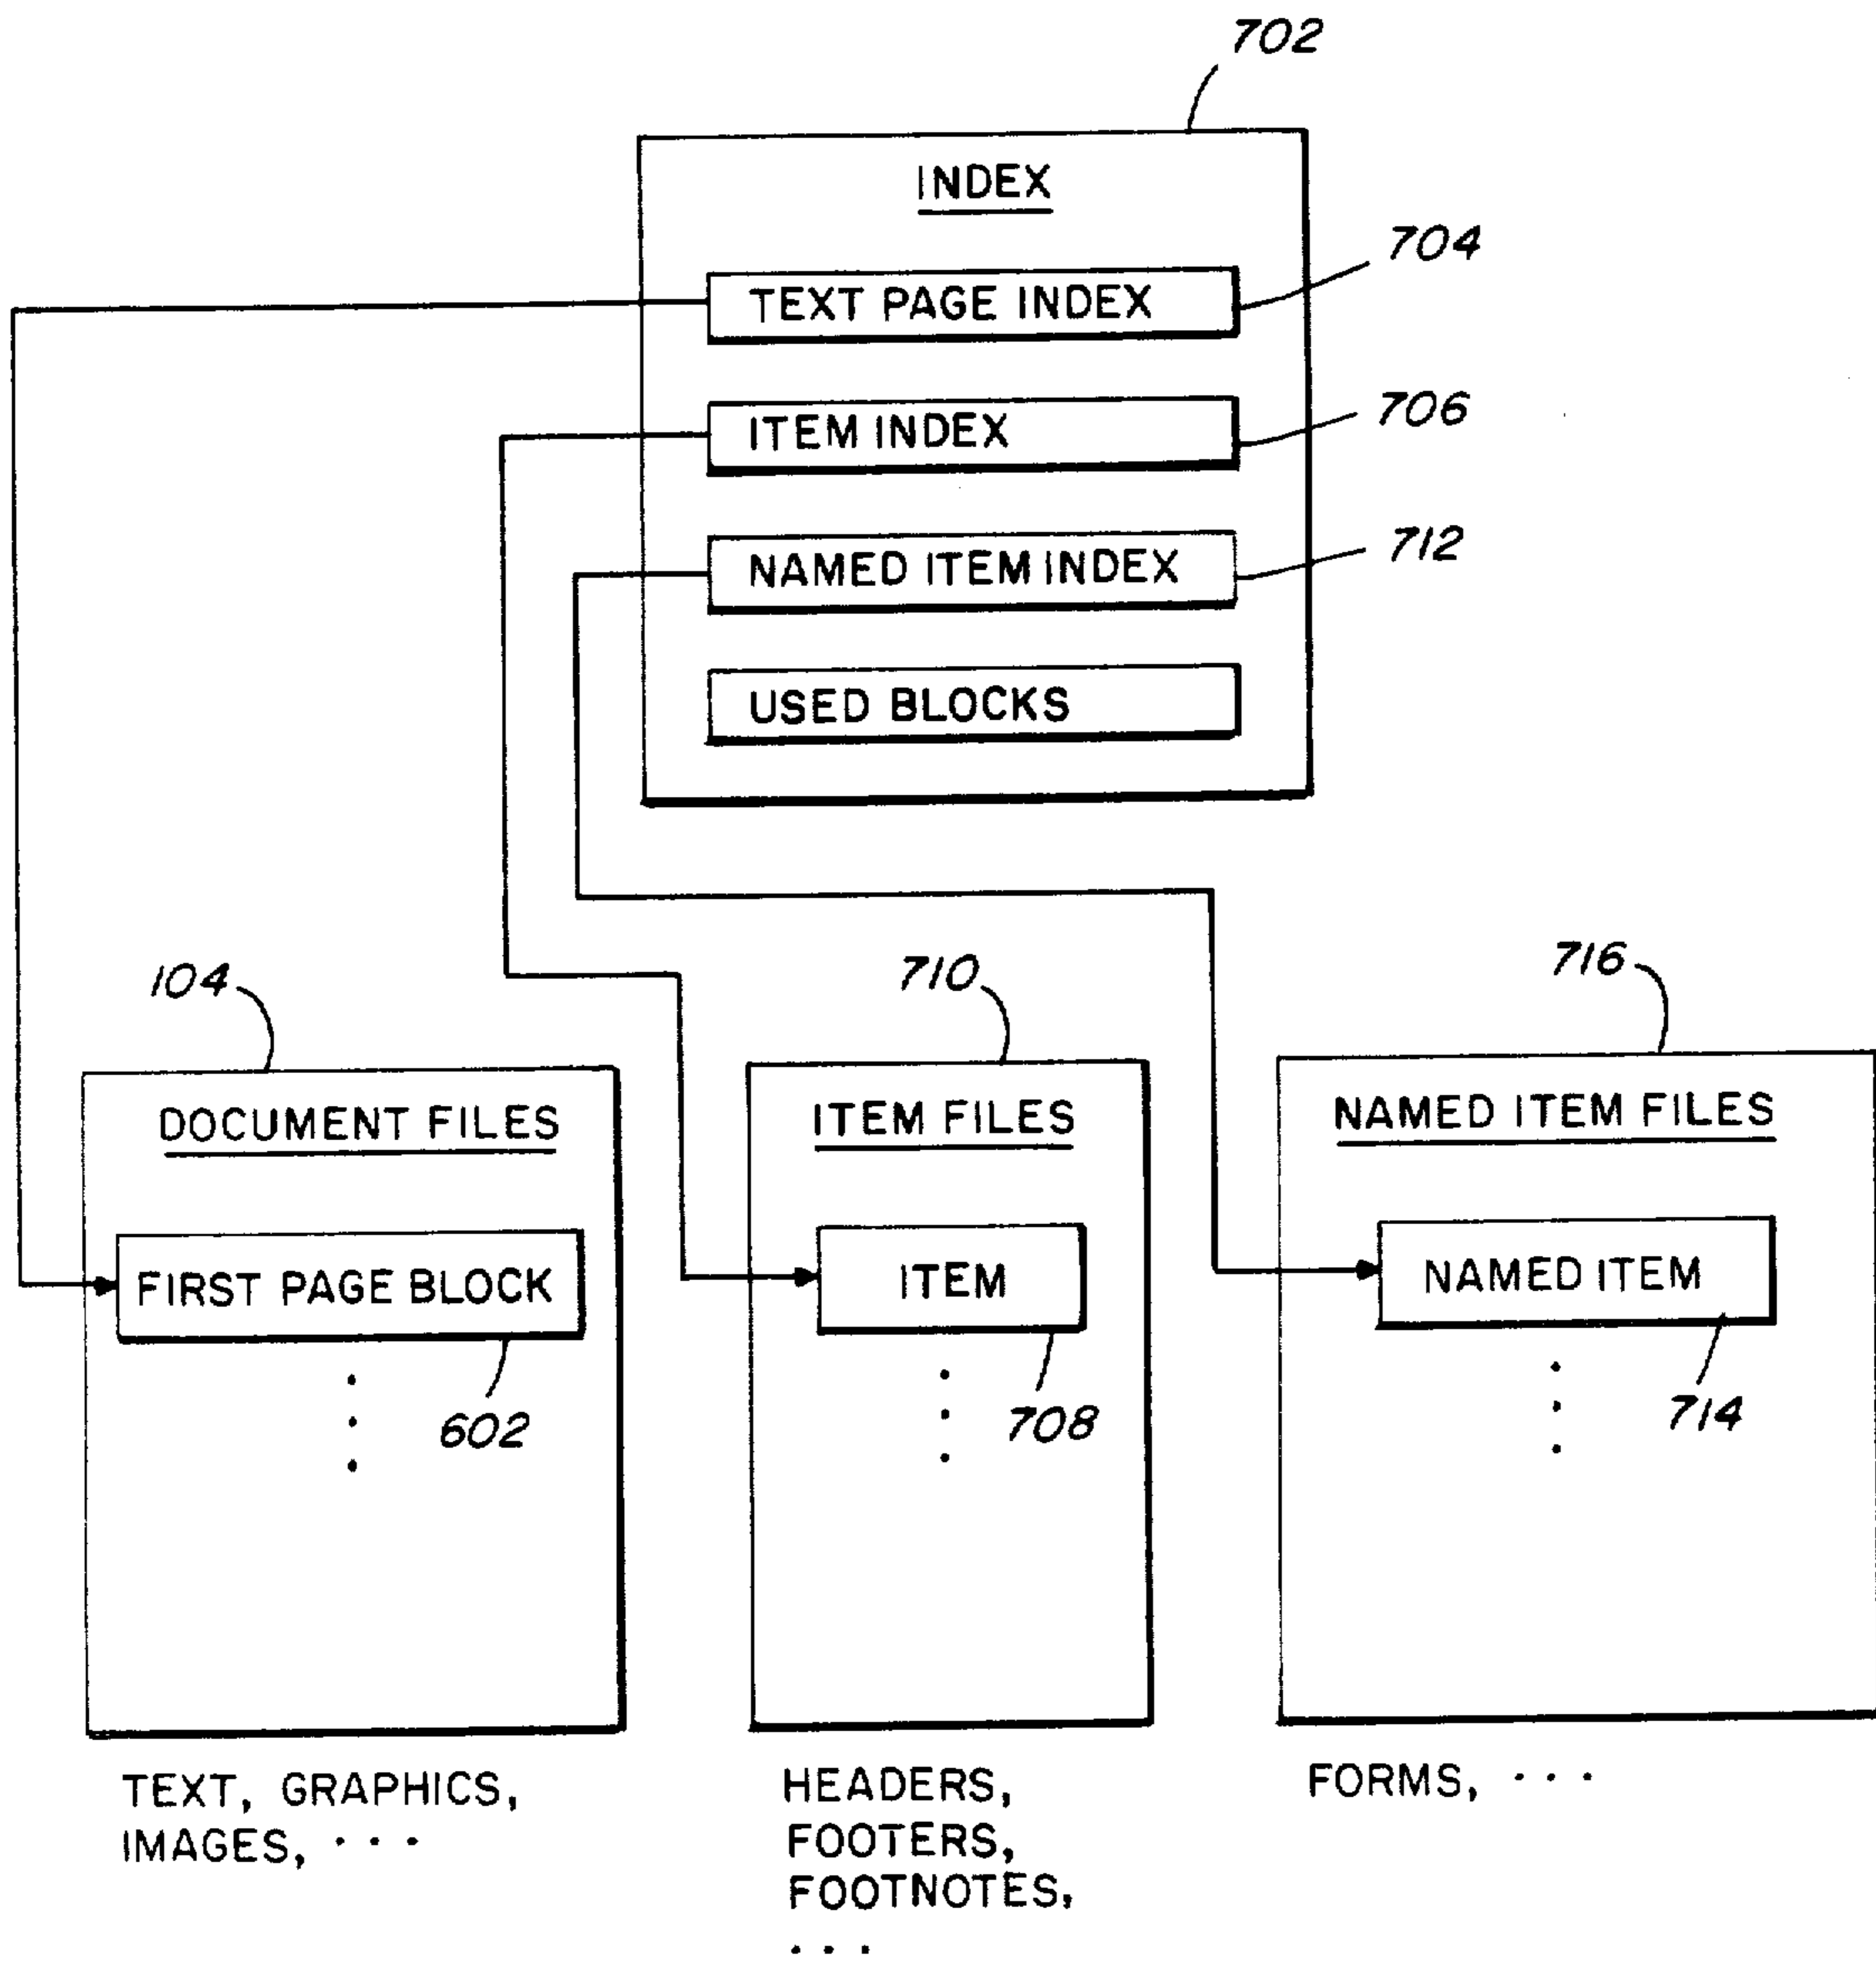 702
INDEX
704
TEXT PAGE INDEX
706
ITEM INDEX
712
NAMED ITEM INDEX
USED BLOCKS
104
710
716
DOCUMENT FILES
ITEM FILES
NAMED ITEM FILES
FIRST PAGE BLOCK
ITEM
NAMED ITEM
602
708
714
TEXT, GRAPHICS,
IMAGES, · · ·
HEADERS,
FOOTERS,
FOOTNOTES,
· · ·
FORMS, · · ·